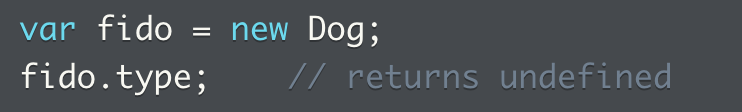 var fido = new Dog;
fido.type;    // returns undefined